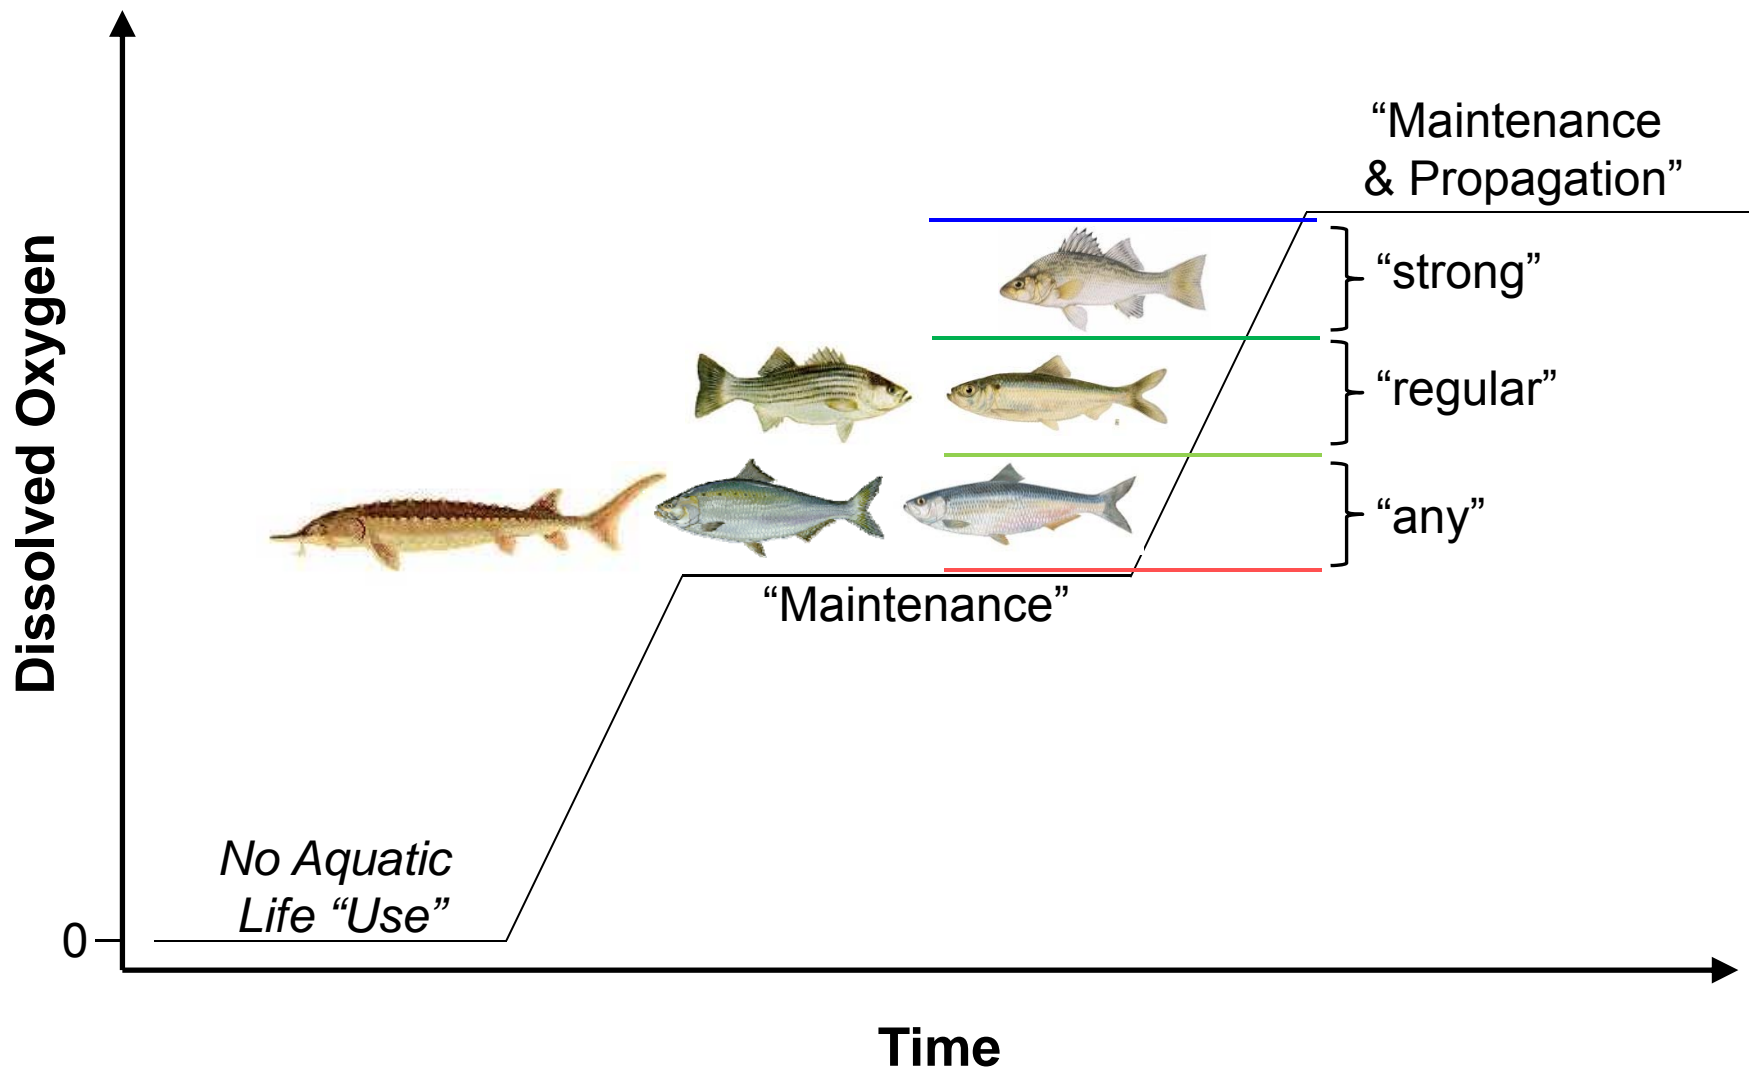 “Maintenance
& Propagation”
“strong”
“regular”
“any”
“Maintenance”
No Aquatic
Life “Use”
0
Dissolved Oxygen
Time